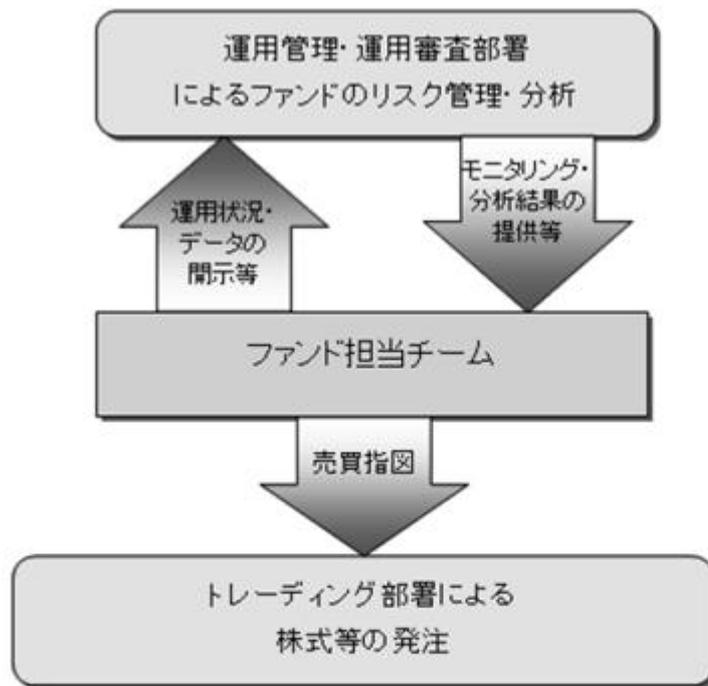 運用管理・運用審査部署
によるファンドのリスク管理・分析
運用状況・
データの
開示等
モニタリング・
分析結果の
提供等
ファンド担当チーム
売買指図
トレーディング部署による
株式等の発注